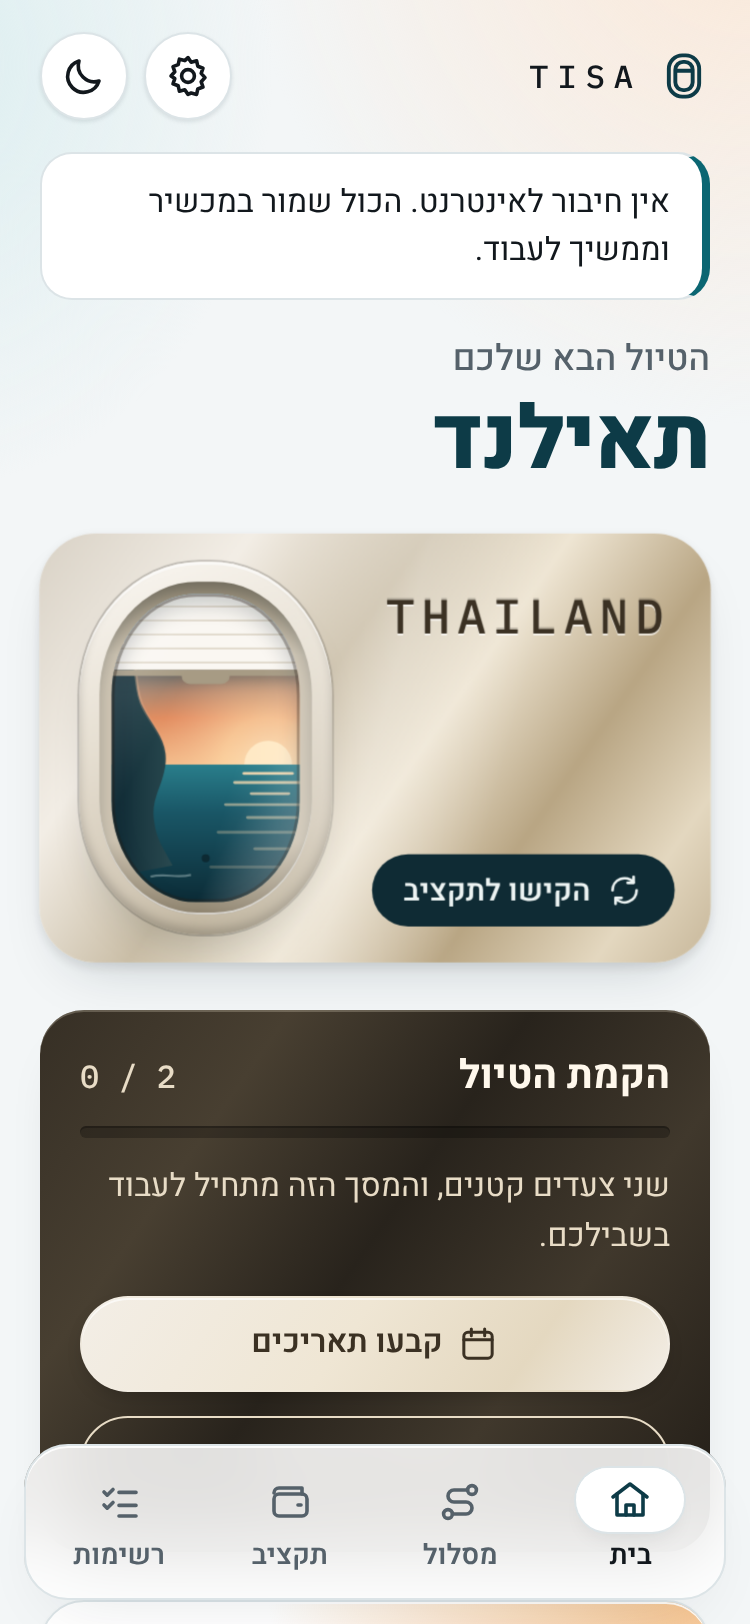 TISA
אין חיבור לאינטרנט. הכול שמור במכשיר
וממשיך לעבוד.
הטיול הבא שלכם
תאילנד
THAILAND
הקישו לתקציב
הקמת הטיול
0 / 2
שני צעדים קטנים, והמסך הזה מתחיל לעבוד
בשבילכם.
קבעו תאריכים
בית
מסלול
תקציב
רשימות